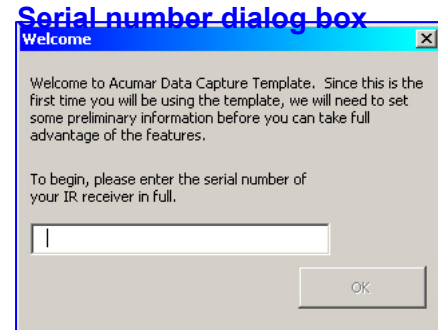 Serial number dialog box
Welcome
Welcome to Acumar Data Capture Template. Since this is the
first time you will be using the template, we will need to set
some preliminary information before you can take full
advantage of the features.
To begin, please enter the serial number of
your IR receiver in full.
OK